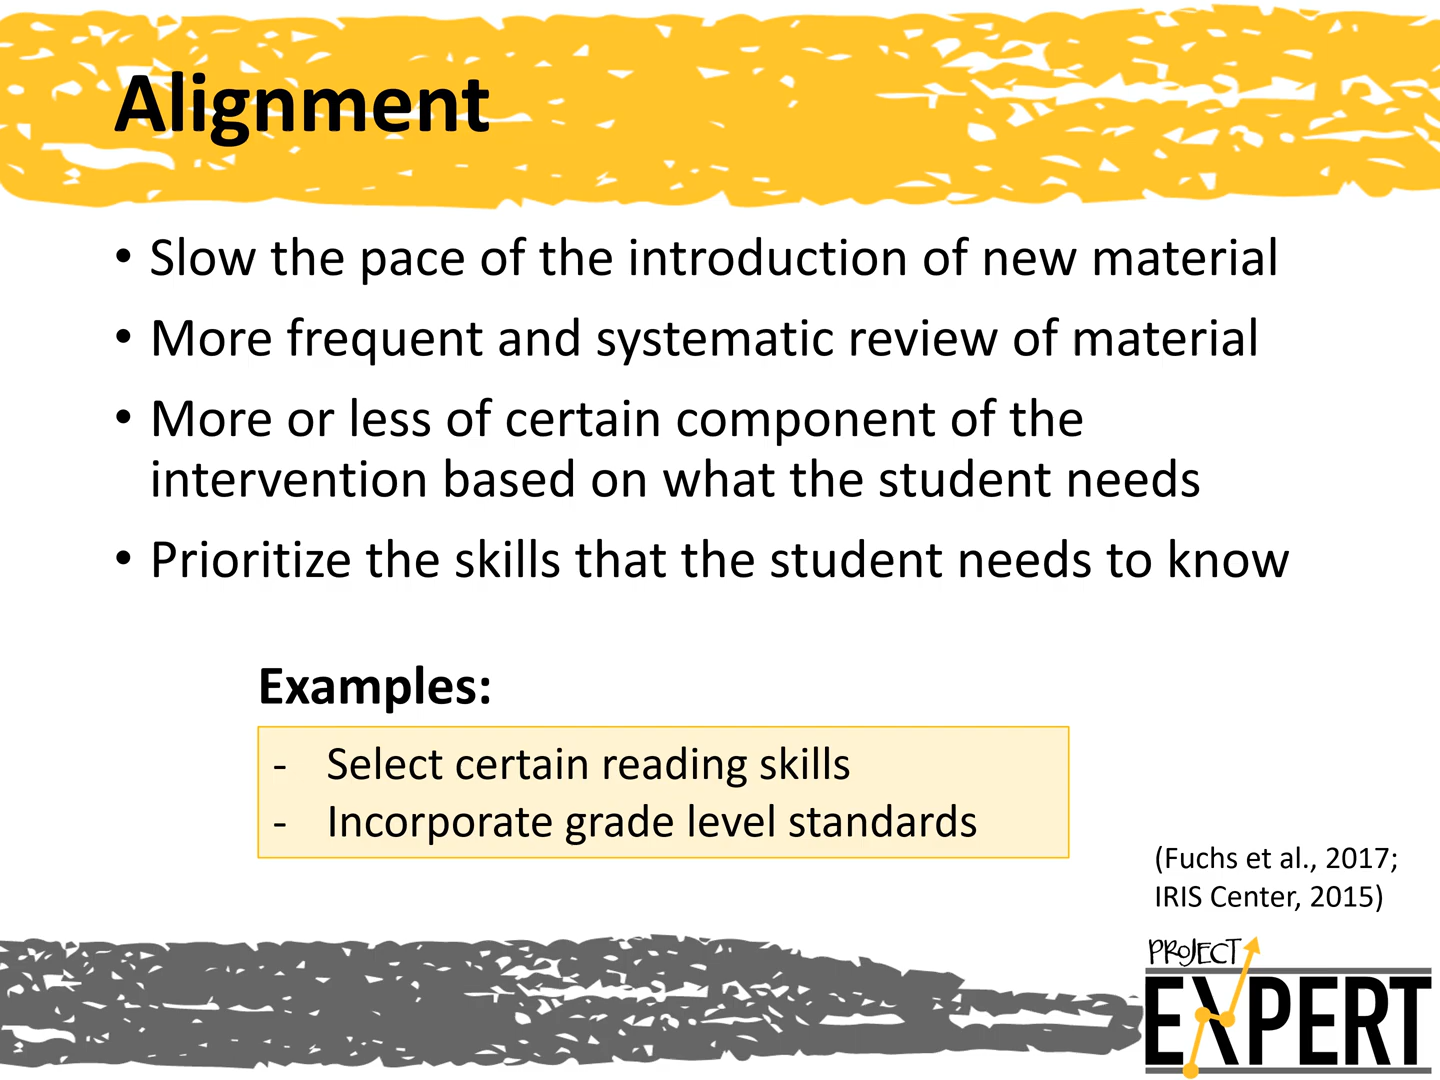 Alignment
• Slow the pace of the introduction of new material
• More frequent and systematic review of material
• More or less of certain component of the
intervention based on what the student needs
• Prioritize the skills that the student needs to know
Examples:
- Select certain reading skills
- Incorporate grade level standards
(Fuchs et al., 2017;
IRIS Center, 2015)
PROJECT
EXPERT